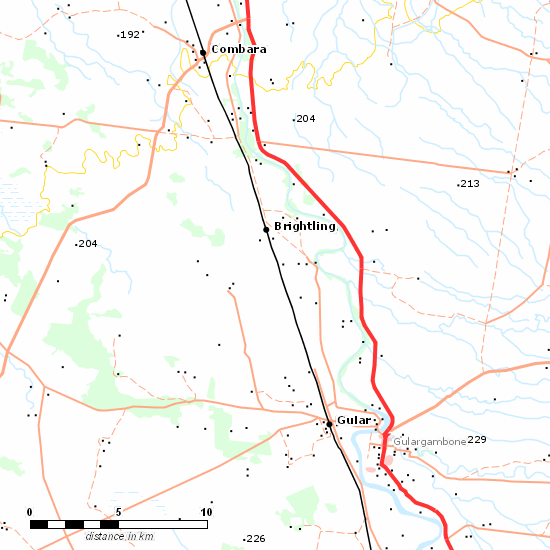 192
Combara
204
213
Brightling
204
Gular
Gulargambone
229
0 5 10
distance in km
226